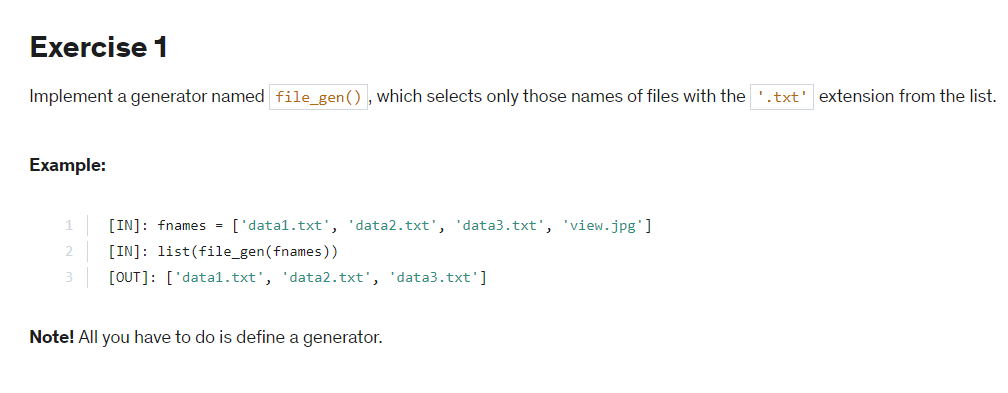 Exercise 1
Implement a generator named file_gen() , which selects only those names of files with the '.txt' extension from the list.
Example:
1 [IN]: fnames = ['data1.txt', 'data2.txt', 'data3.txt', 'view.jpg']
2 [IN]: list(file_gen(fnames))
3 [OUT]: ['data1.txt', 'data2.txt', 'data3.txt']
Note! All you have to do is define a generator.